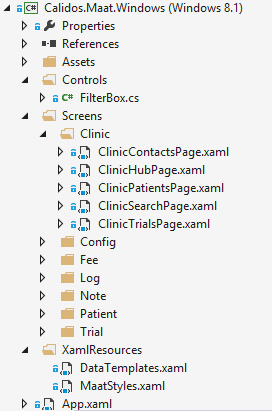 C# Calidos.Maat.Windows (Windows 8.1)
Properties
References
Assets
Controls
C# FilterBox.cs
Screens
Clinic
ClinicContactsPage.xaml
ClinicHubPage.xaml
ClinicPatientsPage.xaml
ClinicSearchPage.xaml
ClinicTrialsPage.xaml
Config
Fee
Log
Note
Patient
Trial
XamlResources
DataTemplates.xaml
MaatStyles.xaml
App.xaml